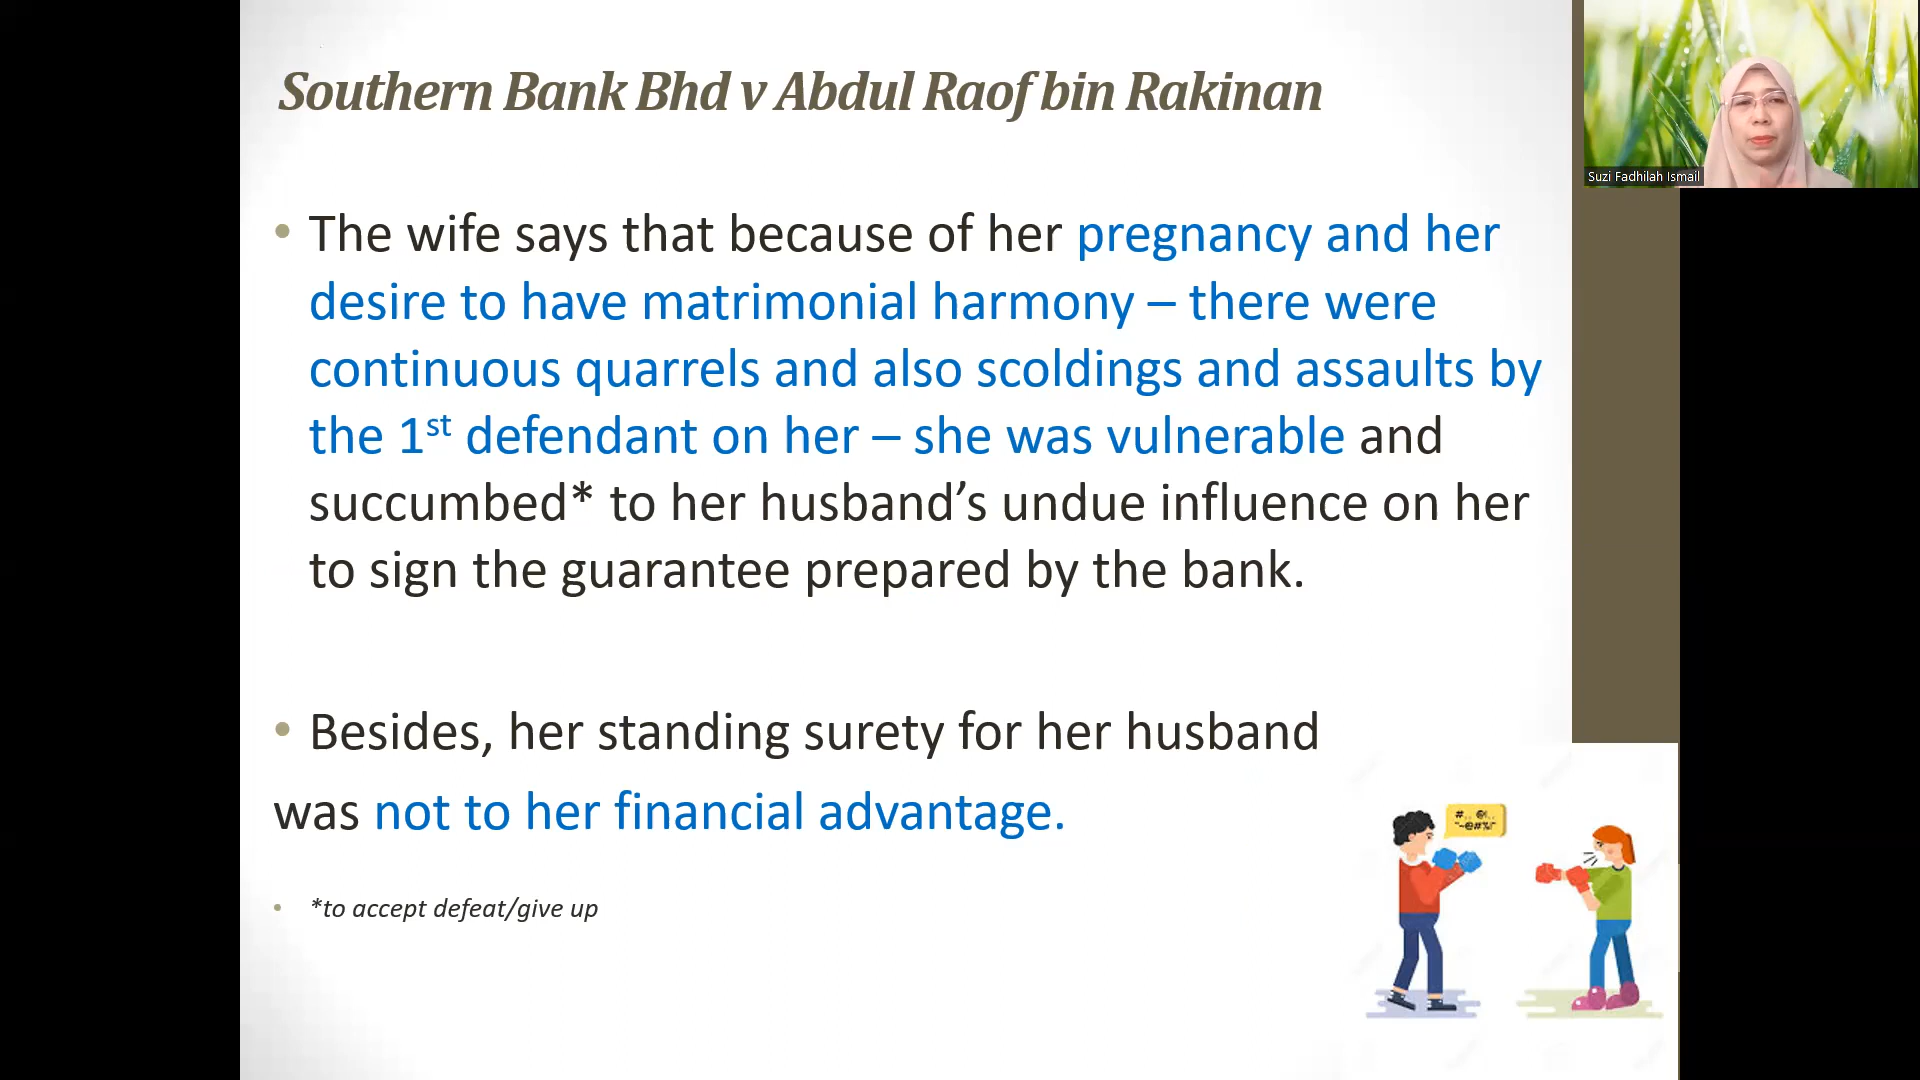 Southern Bank Bhd v Abdul Raof bin Rakinan
Suzi Fadhilah Ismail
• The wife says that because of her pregnancy and her
desire to have matrimonial harmony – there were
continuous quarrels and also scoldings and assaults by
the 1st defendant on her – she was vulnerable and
succumbed* to her husband’s undue influence on her
to sign the guarantee prepared by the bank.
• Besides, her standing surety for her husband
was not to her financial advantage.
• *to accept defeat/give up